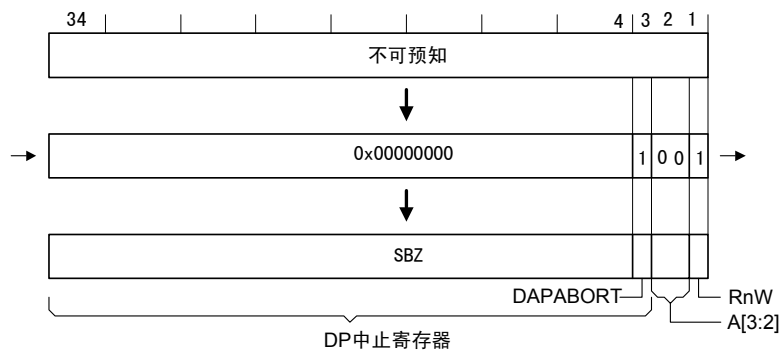 34 4 3 2 1
不可预知
0x00000000 1 0 0 1
SBZ
DAPABORT RnW
A[3:2]
DP中止寄存器